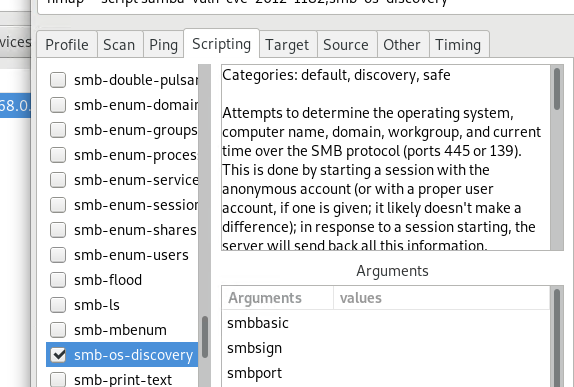 nmap --script samba-vuln-cve-2012-1182,smb-os-discovery
vices
Profile Scan Ping Scripting Target Source Other Timing
68.0.
smb-double-pulsar
smb-enum-domain
smb-enum-groups
smb-enum-proces
smb-enum-service
smb-enum-session
smb-enum-shares
smb-enum-users
smb-flood
smb-ls
smb-mbenum
smb-os-discovery
smb-print-text
Categories: default, discovery, safe
Attempts to determine the operating system,
computer name, domain, workgroup, and current
time over the SMB protocol (ports 445 or 139).
This is done by starting a session with the
anonymous account (or with a proper user
account, if one is given; it likely doesn't make a
difference); in response to a session starting, the
server will send back all this information.
Arguments
Arguments values
smbbasic
smbsign
smbport